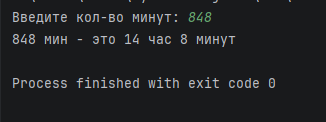 Введите кол-во минут: 848
848 мин - это 14 час 8 минут
Process finished with exit code 0